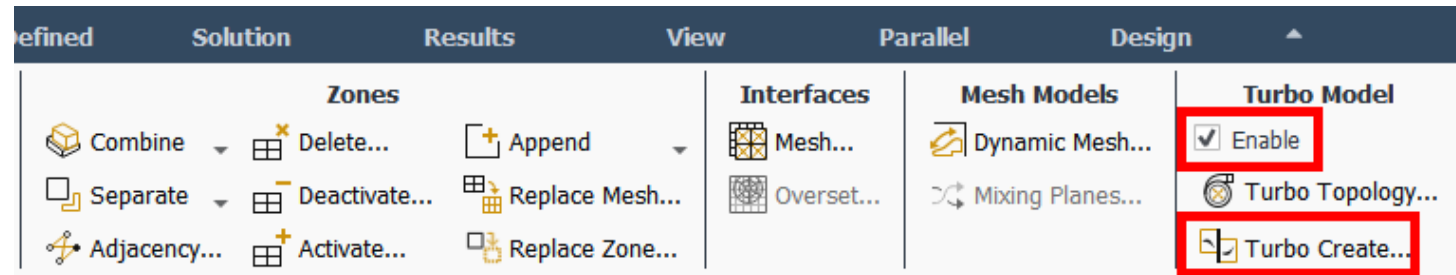 efined Solution Results View Parallel Design
Zones Interfaces Mesh Models Turbo Model
Combine Delete... Append Mesh... Dynamic Mesh... Enable
Separate Deactivate... Replace Mesh... Overset... Mixing Planes... Turbo Topology...
Adjacency... Activate... Replace Zone... Turbo Create...